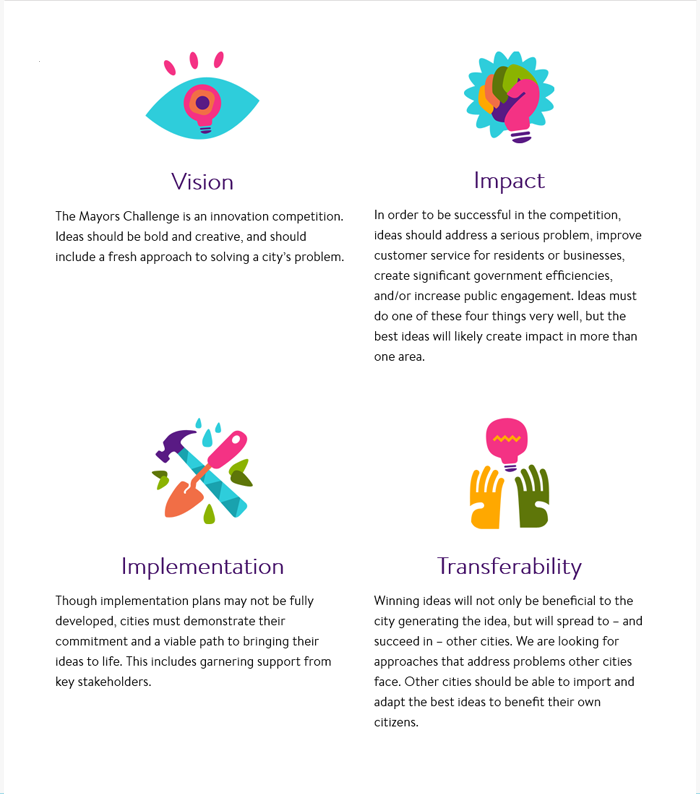 Vision
The Mayors Challenge is an innovation competition.
Ideas should be bold and creative, and should
include a fresh approach to solving a city's problem.
Impact
In order to be successful in the competition,
ideas should address a serious problem, improve
customer service for residents or businesses,
create significant government efficiencies,
and/or increase public engagement. Ideas must
do one of these four things very well, but the
best ideas will likely create impact in more than
one area.
Implementation
Though implementation plans may not be fully
developed, cities must demonstrate their
commitment and a viable path to bringing their
ideas to life. This includes garnering support from
key stakeholders.
Transferability
Winning ideas will not only be beneficial to the
city generating the idea, but will spread to – and
succeed in – other cities. We are looking for
approaches that address problems other cities
face. Other cities should be able to import and
adapt the best ideas to benefit their own
citizens.